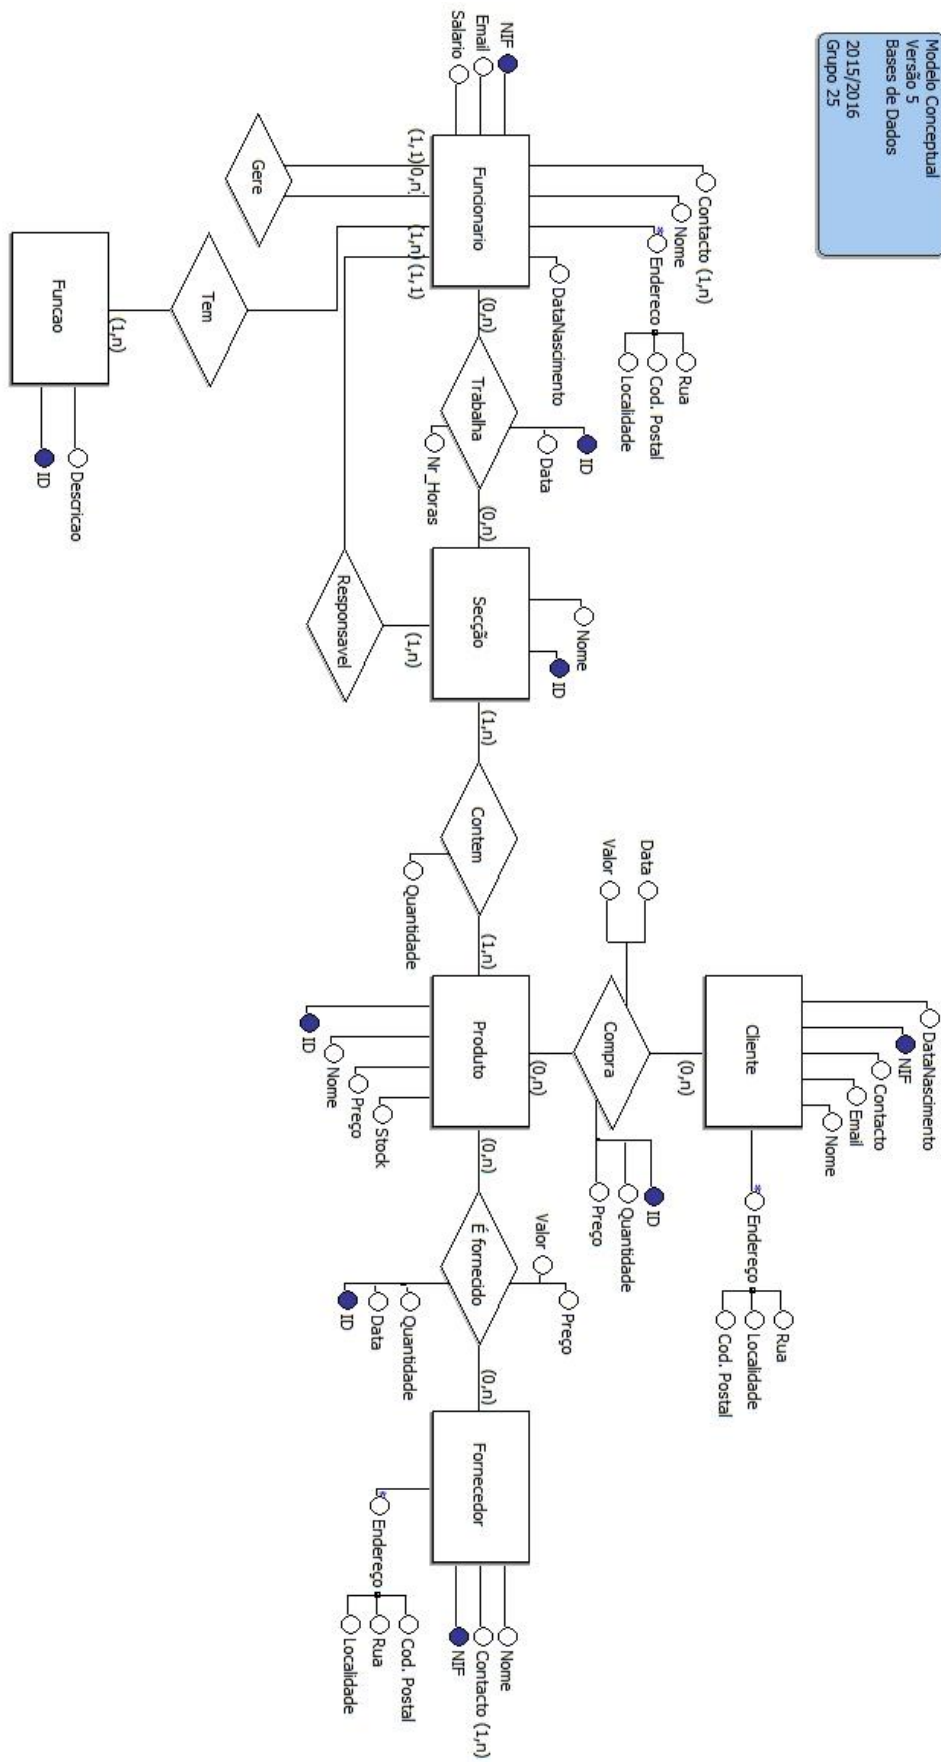 Modelo Conceptual
Versão 5
Bases de Dados
2015/2016
Grupo 25
NIF
Email
Salario
Funcionario
Contacto (1,n)
Nome
Endereco
Rua
Cod. Postal
Localidade
DataNascimento
(1,1)
0,n)
(1,n)
(1,1)
(0,n)
Gere
Tem
Funcao
(1,n)
Descricao
ID
Trabalha
ID
Data
Nr_Horas
(0,n)
Secção
Nome
ID
Responsavel
(1,n)
(1,n)
Contem
Quantidade
(1,n)
Produto
ID
Nome
Preço
Stock
(0,n)
Compra
Data
Valor
ID
Quantidade
Preço
(0,n)
Cliente
DataNascimento
NIF
Contacto
Email
Nome
Endereço
Rua
Localidade
Cod. Postal
(0,n)
É fornecido
Valor
Preço
Quantidade
Data
ID
(0,n)
Fornecedor
Nome
Contacto (1,n)
NIF
Endereço
Cod. Postal
Rua
Localidade